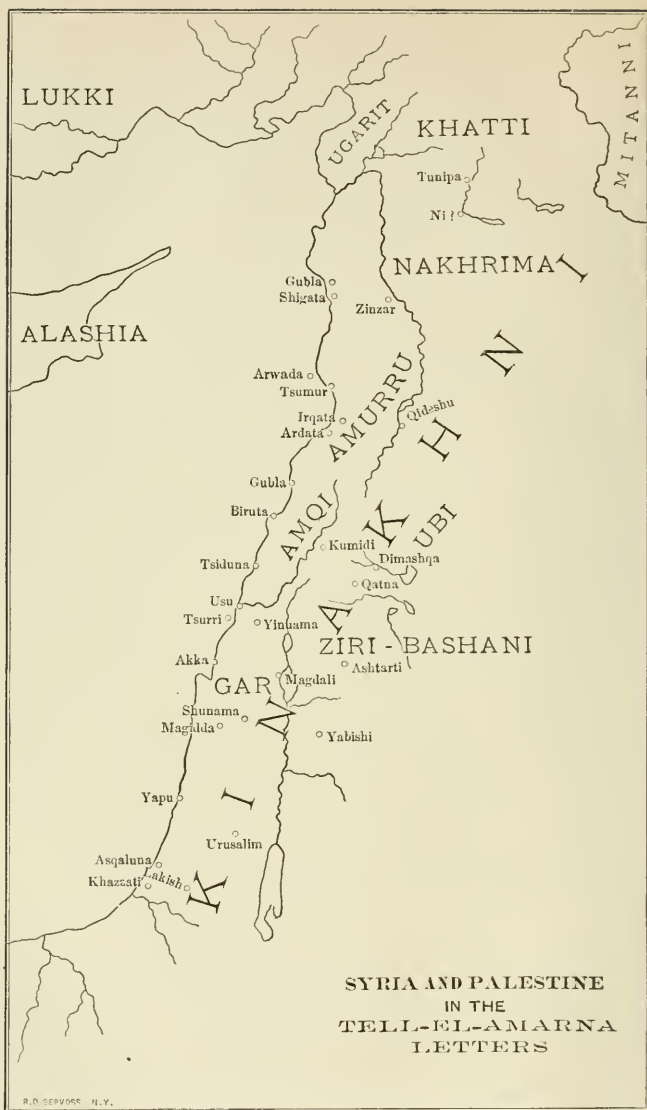 LUKKI
UGARIT
KHATTI
MITANNI
Tunipa
Ni?
NAKHRIMA
ALASHIA
Gubla
Shigata
Zinzar
Arwada
Tsumur
AMURRU
Irqata
Ardata
Qideshu
Gubla
Biruta
AMQI
UBI
Kumidi
Dimashqa
Qatna
Tsiduna
Usu
Tsurri
Yinuama
ZIRI-BASHANI
Ashtarti
Akka
Magdali
GAR
Shunama
Magidda
Yabishi
Yapu
Urusalim
Asqaluna
Khazzati
Lakish
KINAKHNI
SYRIA AND PALESTINE
IN THE
TELL-EL-AMARNA
LETTERS
R.D. SERVOSS N.Y.